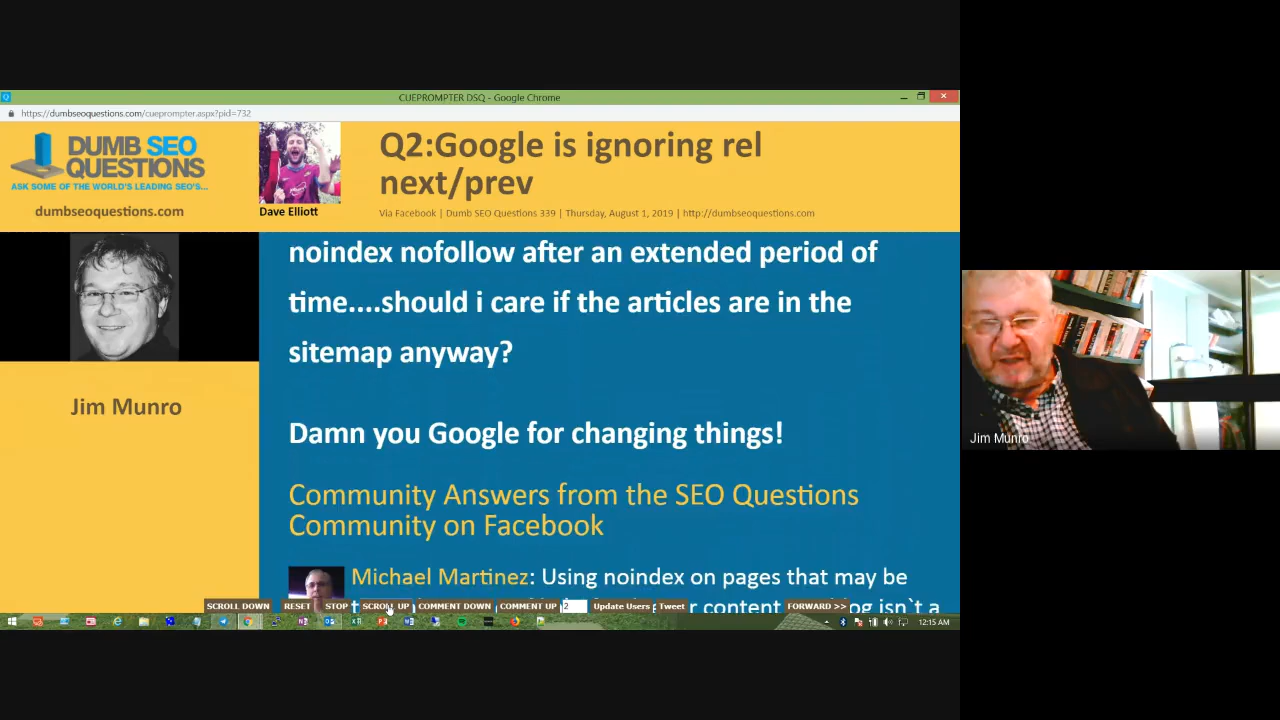 CUEPROMPTER DSQ - Google Chrome
https://dumbseoquestions.com/cueprompter.aspx?pid=732
DUMB SEO
QUESTIONS
ASK SOME OF THE WORLD'S LEADING SEO'S...
dumbseoquestions.com
Dave Elliott
Q2:Google is ignoring rel
next/prev
Via Facebook | Dumb SEO Questions 339 | Thursday, August 1, 2019 | http://dumbseoquestions.com
Jim Munro
noindex nofollow after an extended period of
time....should i care if the articles are in the
sitemap anyway?
Damn you Google for changing things!
Community Answers from the SEO Questions
Community on Facebook
Michael Martinez: Using noindex on pages that may be
r content
isn`t a
SCROLL DOWN RESET STOP SCROLL UP COMMENT DOWN COMMENT UP 2 Update Users Tweet FORWARD >>
12:15 AM
Jim Munro